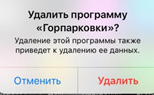 Удалить программу
«Горпарковки»?
Удаление этой программы также
приведет к удалению ее данных.
Отменить Удалить